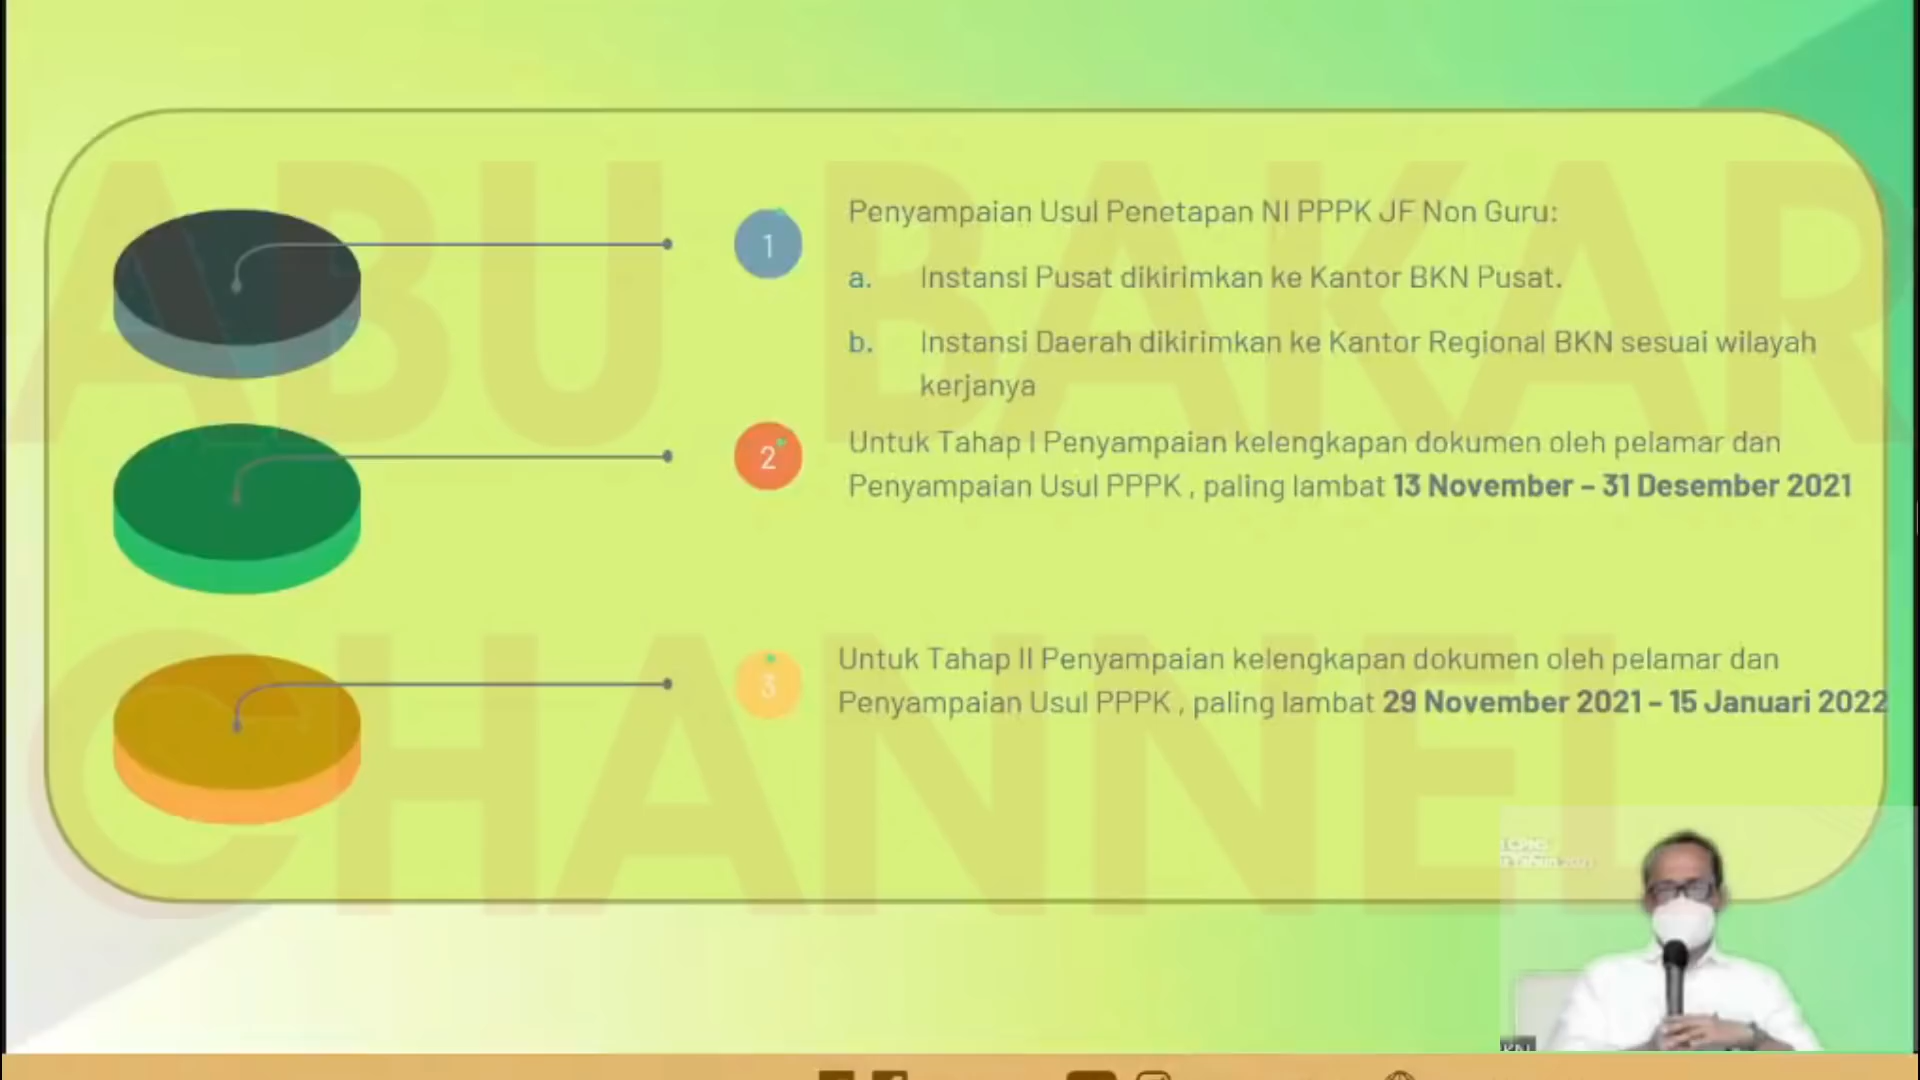 ABU BAKAR
CHANNEL
1
Penyampaian Usul Penetapan NI PPPK JF Non Guru:
a. Instansi Pusat dikirimkan ke Kantor BKN Pusat.
b. Instansi Daerah dikirimkan ke Kantor Regional BKN sesuai wilayah
kerjanya
2
Untuk Tahap I Penyampaian kelengkapan dokumen oleh pelamar dan
Penyampaian Usul PPPK , paling lambat 13 November – 31 Desember 2021
3
Untuk Tahap II Penyampaian kelengkapan dokumen oleh pelamar dan
Penyampaian Usul PPPK , paling lambat 29 November 2021 – 15 Januari 2022